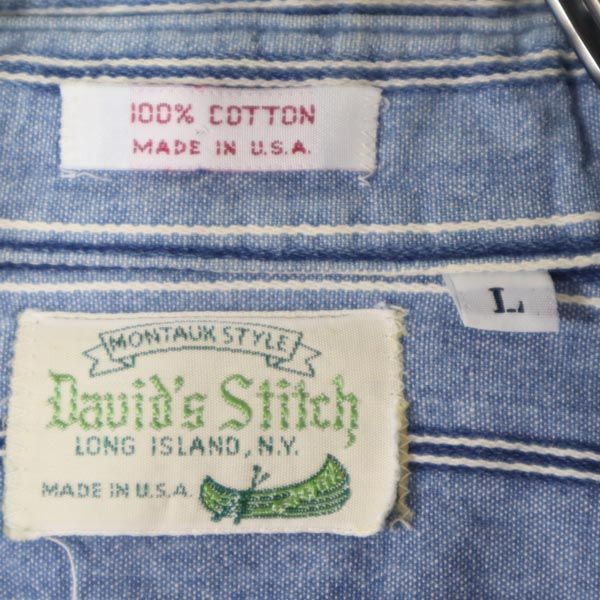 100% COTTON
MADE IN U.S.A.
L
MONTAUK STYLE
David's Stitch
LONG ISLAND, N.Y.
MADE IN U.S.A.